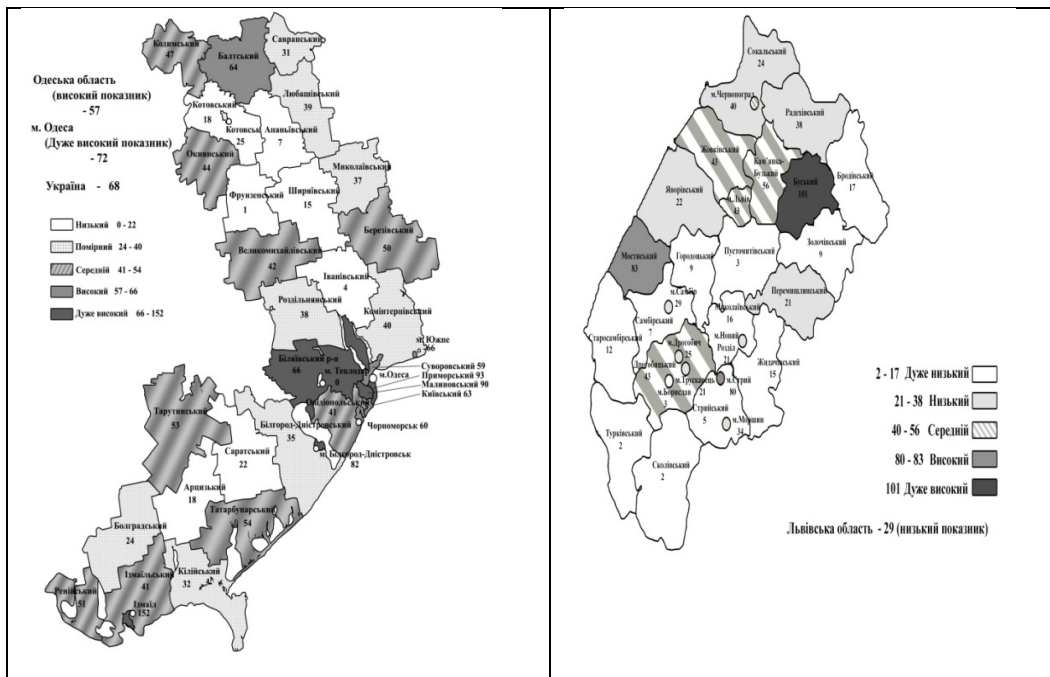 Кодимський
47
Балтський
64
Савранський
31
Одеська область
(високий показник)
- 57
м. Одеса
(Дуже високий показник)
- 72
Україна - 68
Любашівський
39
Котовський
18
Котовськ
25
Ананьївський
7
Окнянський
44
Миколаївський
37
Фрунзенський
1
Ширяївський
15
Березівський
50
Низький 0 - 22
Помірний 24 - 40
Середній 41 - 54
Високий 57 - 66
Дуже високий 66 - 152
Великомихайлівський
42
Іванівський
4
Роздільнянський
38
Комінтернівський
40
м. Южне
66
Біляївський р-н
66
м. Теплодар
0
м.Одеса
Суворовський 59
Приморський 93
Малиновський 90
Київський 63
Овідіопольський
41
Чорноморськ 60
Тарутинський
53
Білгород-Дністровський
35
м. Білгород-Дністровськ
82
Саратський
22
Арцизький
18
Татарбунарський
54
Болградський
24
Ізмаїльський
41
Кілійський
32
Ренійський
51
Ізмаїл
152
Сокальський
24
м.Червоноград
40
Радехівський
38
Жовківський
43
Кам'янка-
Бузький
56
Буський
101
Бродівський
17
Яворівський
22
м.Львів
43
Мостиський
83
Городоцький
9
Пустомитівський
3
Золочівський
9
Перемишлянський
21
м.Самбір
29
Миколаївський
16
Самбірський
7
Старосамбірський
12
м.Дрогобич
25
м.Новий
Розділ
21
Жидачівський
15
Дрогобицький
43
м.Трускавець
21
м.Стрий
80
м.Борислав
3
Стрийський
5
м.Моршин
34
Турківський
2
Сколівський
2
2 - 17 Дуже низький
21 - 38 Низький
40 - 56 Середній
80 - 83 Високий
101 Дуже високий
Львівська область - 29 (низький показник)